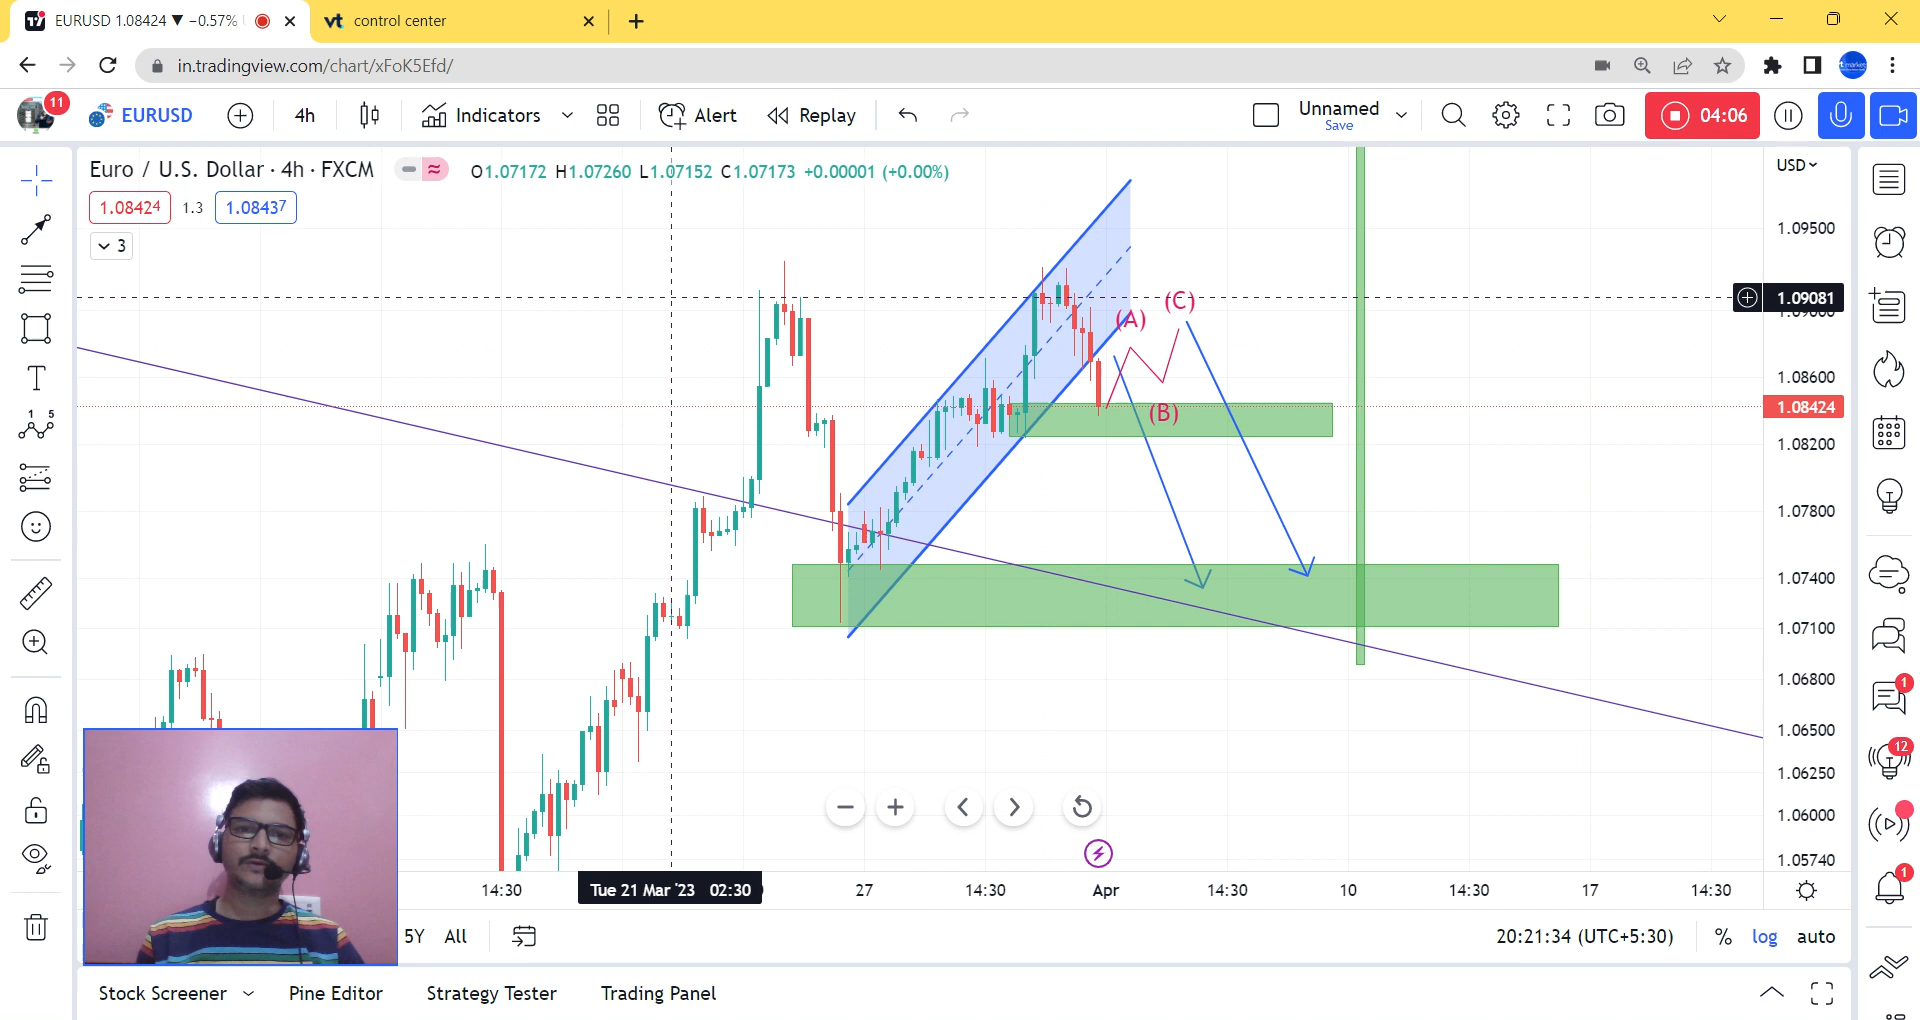 EURUSD 1.08424 ▼ −0.57%
control center
in.tradingview.com/chart/xFoK5Efd/
11
EURUSD
4h
Indicators
Alert
Replay
Unnamed
Save
04:06
Euro / U.S. Dollar · 4h · FXCM
O1.07172 H1.07260 L1.07152 C1.07173 +0.00001 (+0.00%)
USD
1.08424
1.3
1.08437
3
1.09500
1.09081
(A)
(C)
(B)
1.08600
1.08424
1.08200
1.07800
1.07400
1.07100
1.06800
1.06500
1.06250
1.06000
1.05740
14:30
Tue 21 Mar '23 02:30
27
14:30
Apr
14:30
10
14:30
17
14:30
5Y
All
20:21:34 (UTC+5:30)
%
log
auto
Stock Screener
Pine Editor
Strategy Tester
Trading Panel
1
12
1